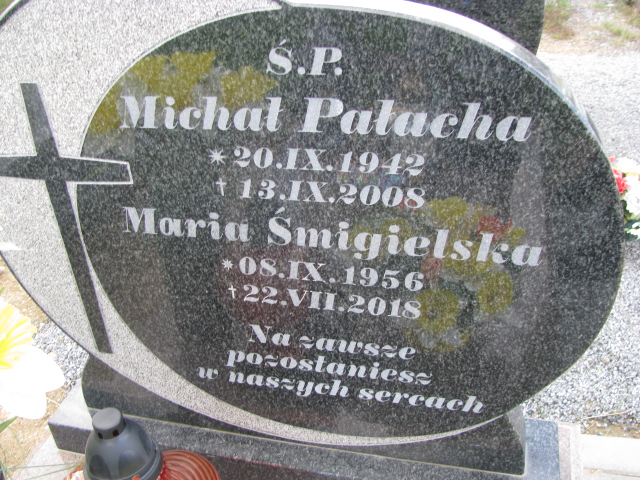 Ś.P.
Michał Pałacha
* 20.IX.1942
† 13.IX.2008
Maria Śmigielska
* 08.IX.1956
† 22.VII.2018
Na zawsze
pozostaniesz
w naszych sercach